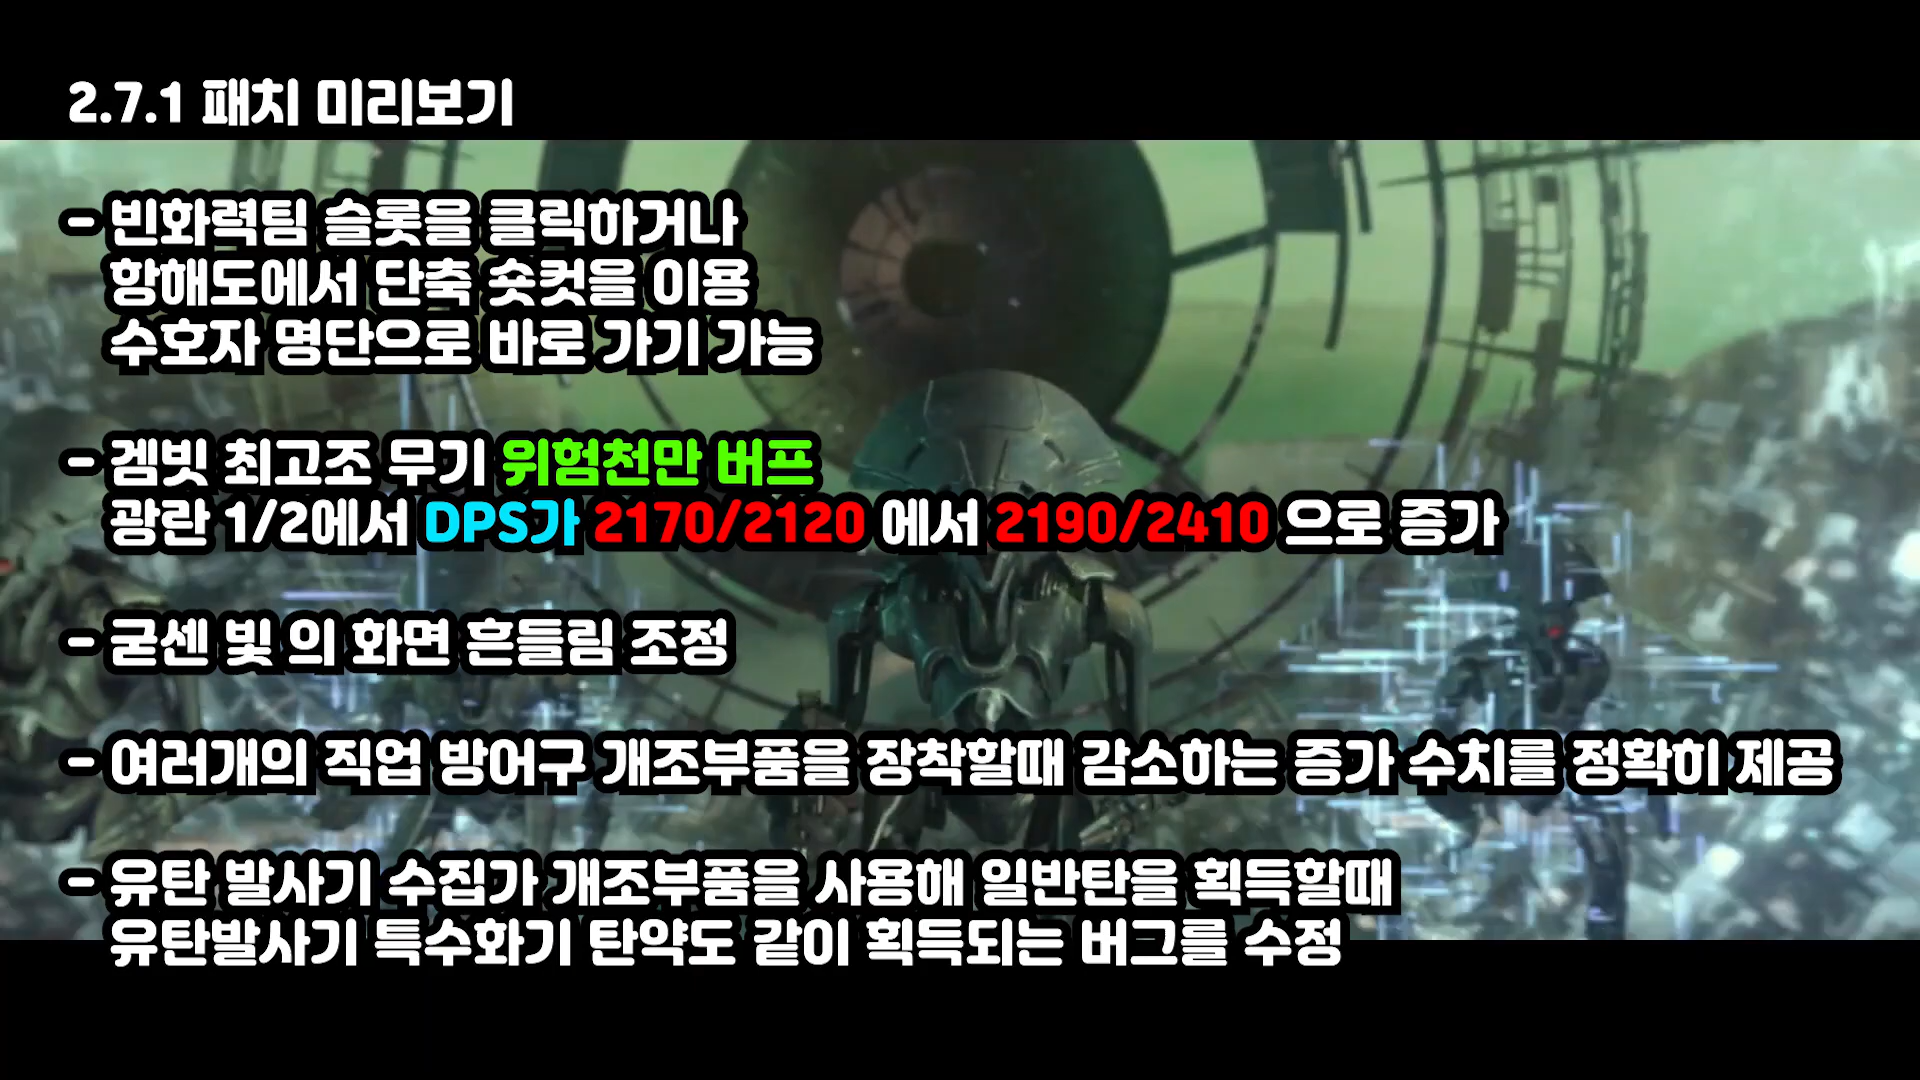 2.7.1 패치 미리보기
- 빈화력팀 슬롯을 클릭하거나
항해도에서 단축 숏컷을 이용
수호자 명단으로 바로 가기 가능
- 겜빗 최고조 무기 위험천만 버프
광란 1/2에서 DPS가 2170/2120 에서 2190/2410 으로 증가
- 굳센 빛 의 화면 흔들림 조정
- 여러개의 직업 방어구 개조부품을 장착할때 감소하는 증가 수치를 정확히 제공
- 유탄 발사기 수집가 개조부품을 사용해 일반탄을 획득할때
유탄발사기 특수화기 탄약도 같이 획득되는 버그를 수정